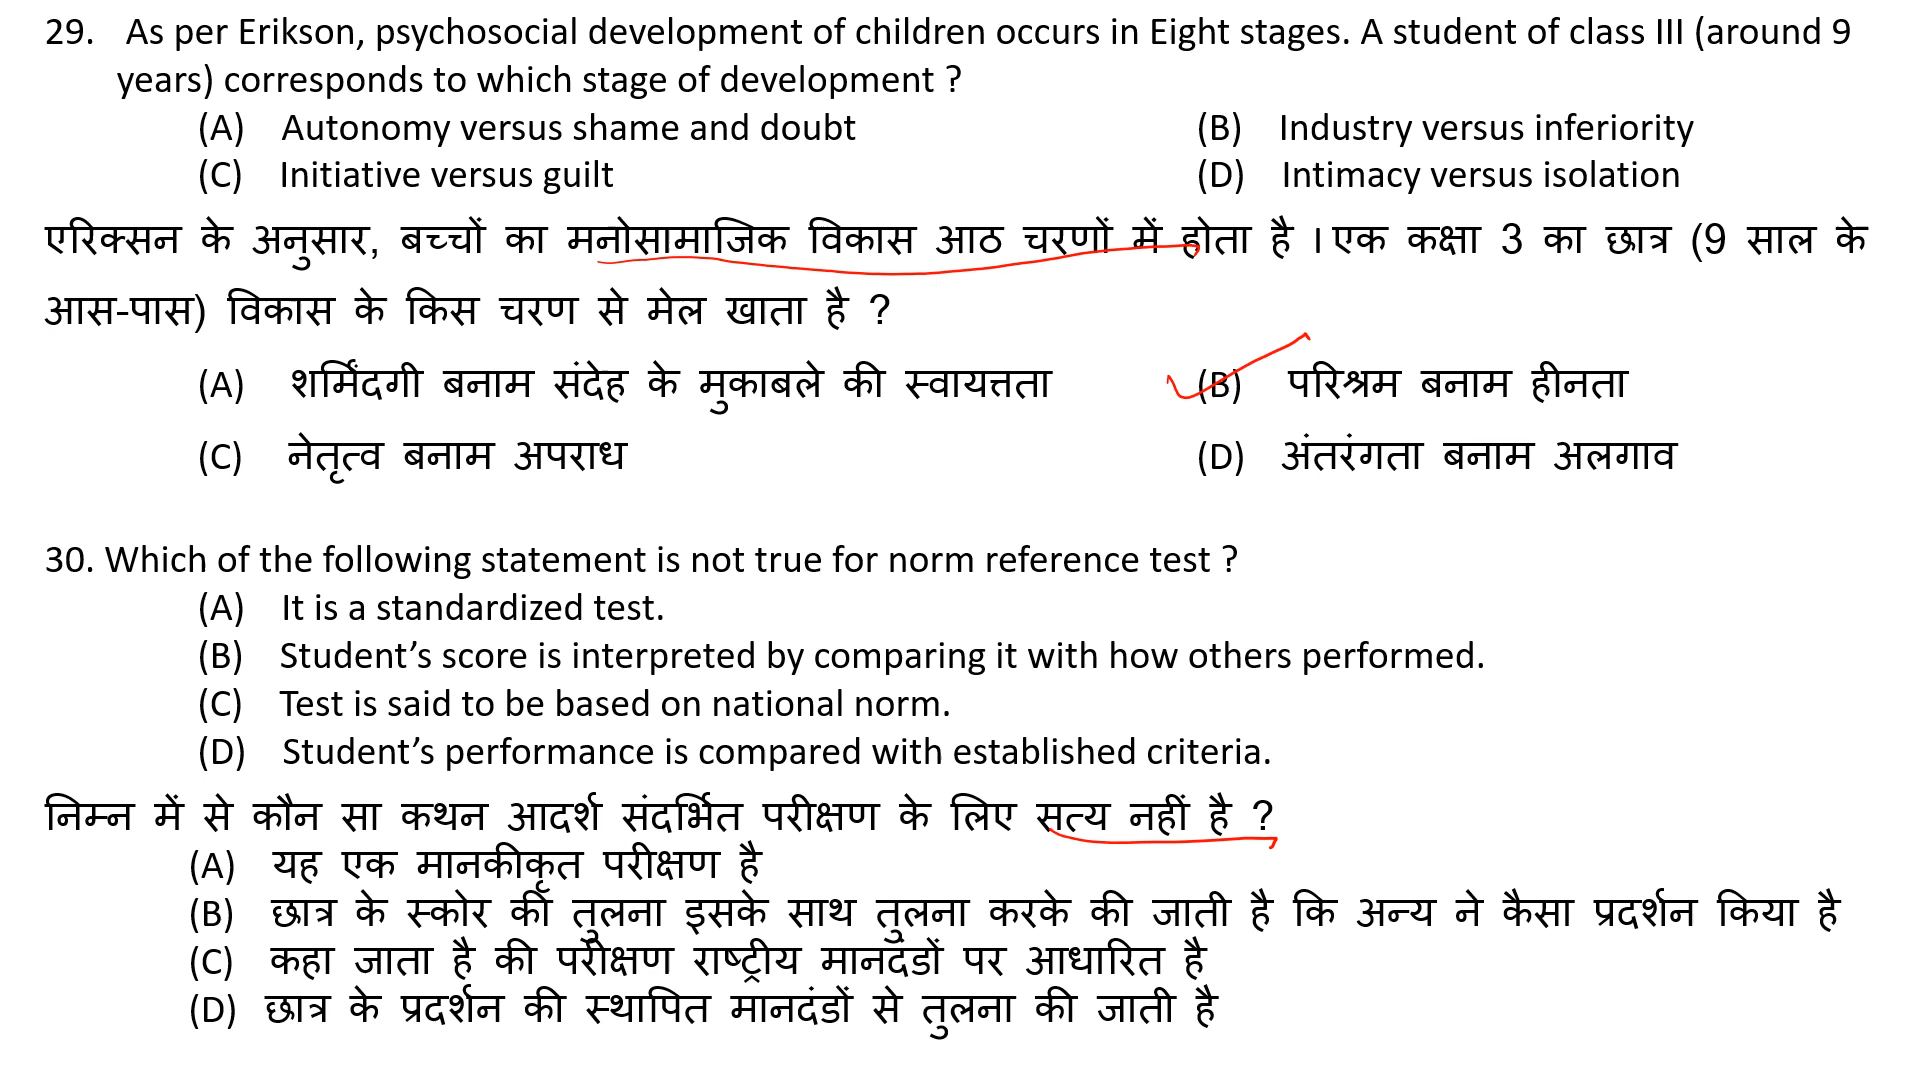 29. As per Erikson, psychosocial development of children occurs in Eight stages. A student of class III (around 9
years) corresponds to which stage of development ?
(A) Autonomy versus shame and doubt (B) Industry versus inferiority
(C) Initiative versus guilt (D) Intimacy versus isolation
एरिक्सन के अनुसार, बच्चों का मनोसामाजिक विकास आठ चरणों में होता है । एक कक्षा 3 का छात्र (9 साल के
आस-पास) विकास के किस चरण से मेल खाता है ?
(A) शर्मिंदगी बनाम संदेह के मुकाबले की स्वायत्तता (B) परिश्रम बनाम हीनता
(C) नेतृत्व बनाम अपराध (D) अंतरंगता बनाम अलगाव
30. Which of the following statement is not true for norm reference test ?
(A) It is a standardized test.
(B) Student’s score is interpreted by comparing it with how others performed.
(C) Test is said to be based on national norm.
(D) Student’s performance is compared with established criteria.
निम्न में से कौन सा कथन आदर्श संदर्भित परीक्षण के लिए सत्य नहीं है ?
(A) यह एक मानकीकृत परीक्षण है
(B) छात्र के स्कोर की तुलना इसके साथ तुलना करके की जाती है कि अन्य ने कैसा प्रदर्शन किया है
(C) कहा जाता है की परीक्षण राष्ट्रीय मानदंडों पर आधारित है
(D) छात्र के प्रदर्शन की स्थापित मानदंडों से तुलना की जाती है